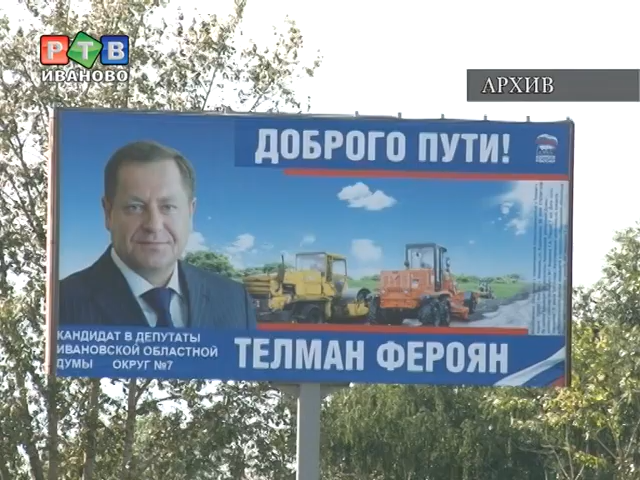 РТВ
ИВАНОВО
АРХИВ
ДОБРОГО ПУТИ!
КАНДИДАТ В ДЕПУТАТЫ
ИВАНОВСКОЙ ОБЛАСТНОЙ
ДУМЫ ОКРУГ №7
ТЕЛМАН ФЕРОЯН